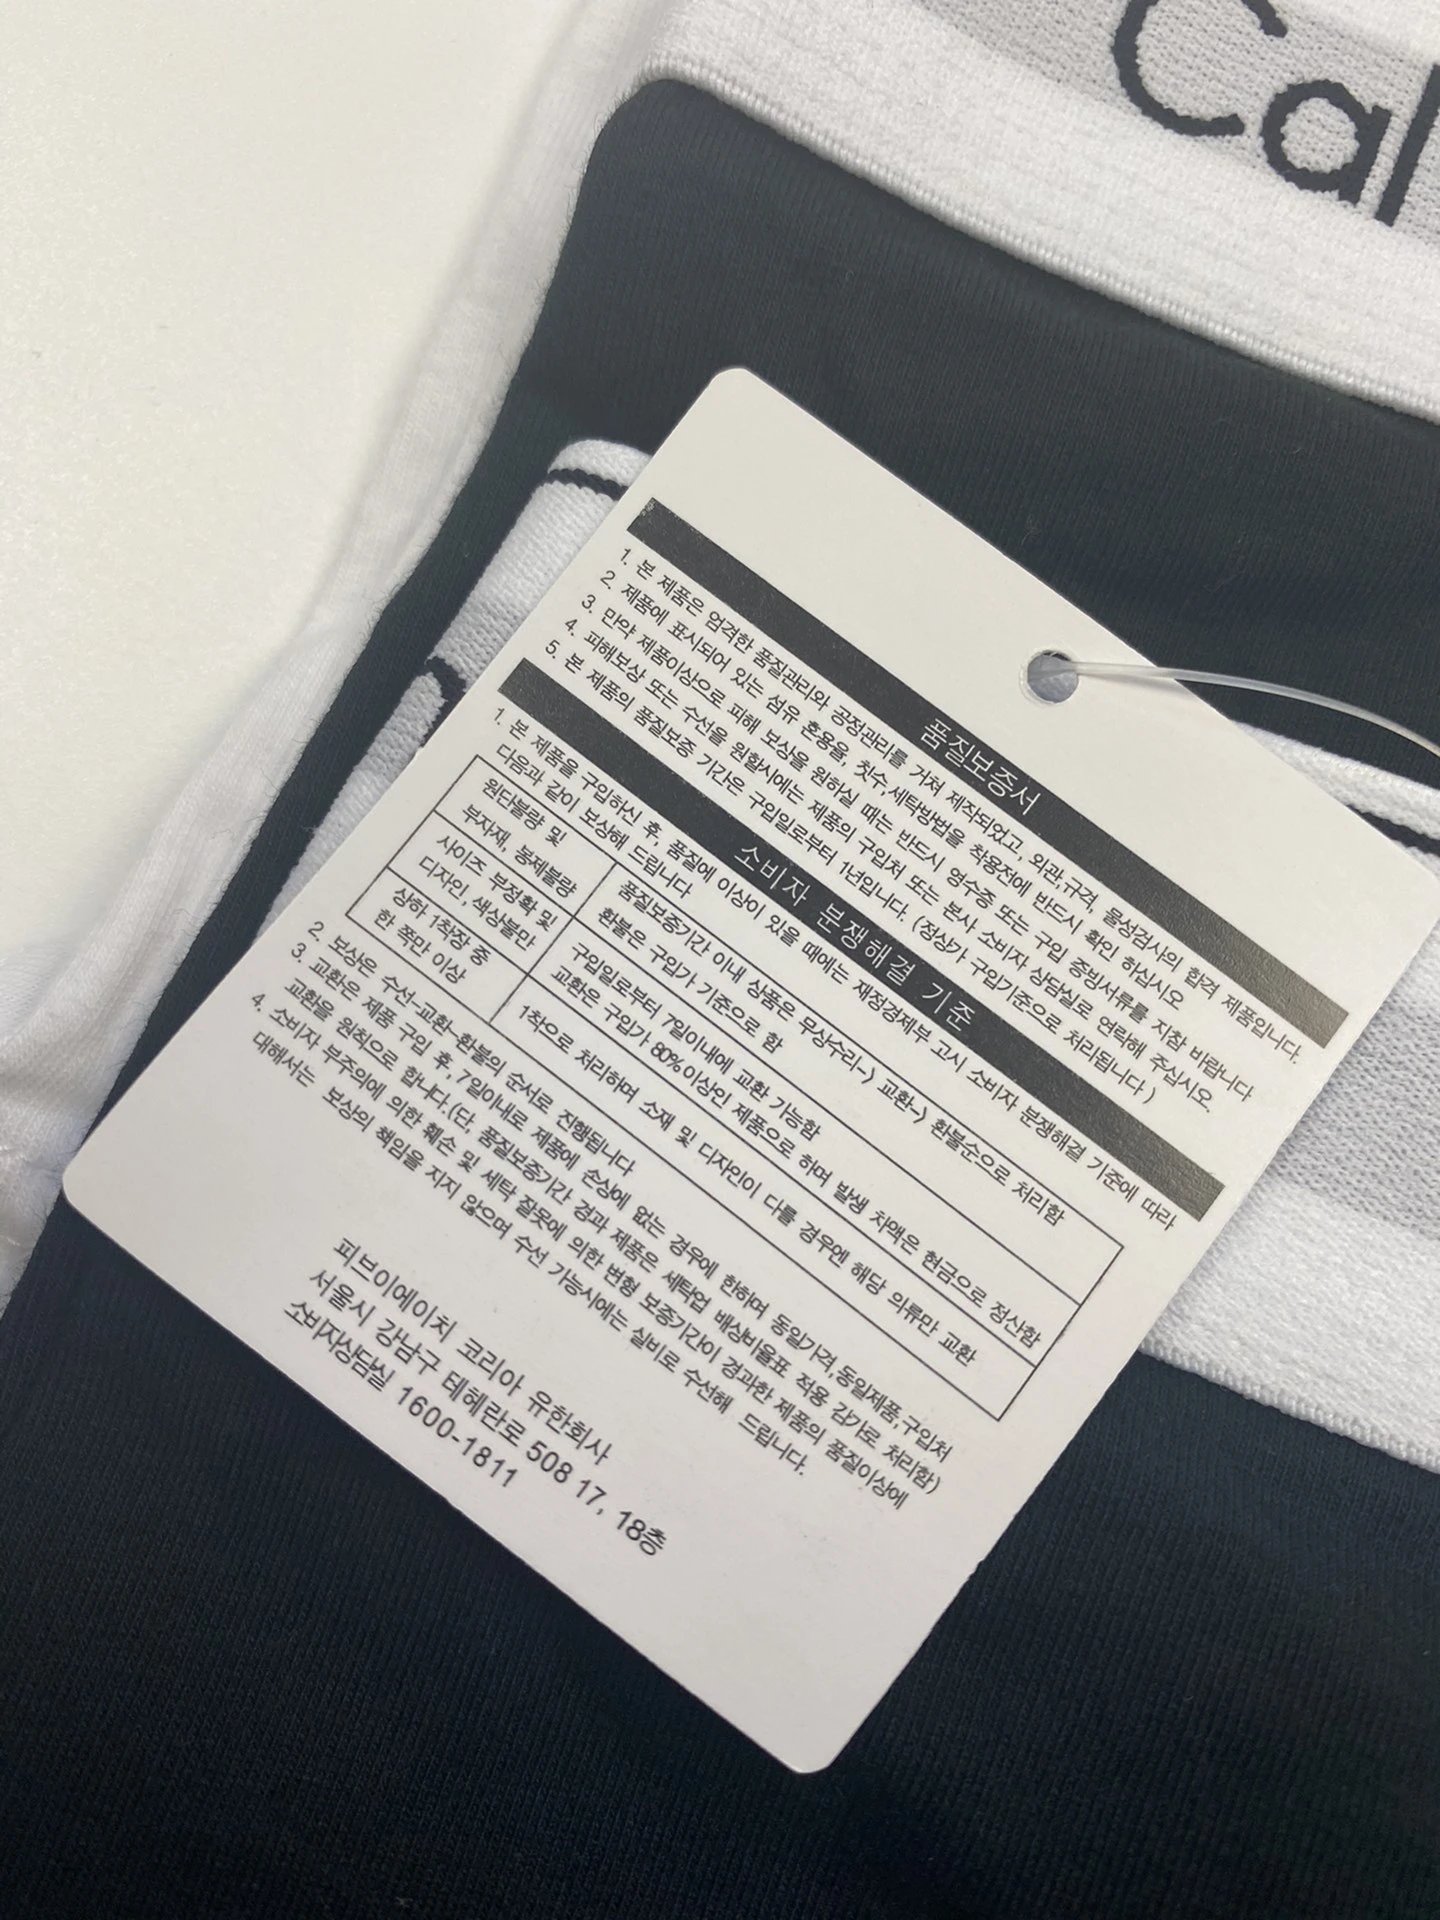 Cal
품질보증서
1. 본 제품은 엄격한 품질관리와 공정관리를 거쳐 제작되었고, 외관,규격, 물성검사의 합격 제품입니다.
2. 제품에 표시되어 있는 섬유 혼용율, 칫수,세탁방법을 착용전에 반드시 확인 하십시오
3. 만약 제품이상으로 피해 보상을 원하실 때는 반드시 영수증 또는 구입 증빙서류를 지참 바랍니다
4. 피해보상 또는 수선을 원할시에는 제품의 구입처 또는 본사 소비자 상담실로 연락해 주십시오.
5. 본 제품의 품질보증 기간은 구입일로부터 1년입니다. (정상가 구입기준으로 처리됩니다 )
소비자 분쟁해결 기준
1. 본 제품을 구입하신 후, 품질에 이상이 있을 때에는 재정경제부 고시 소비자 분쟁해결 기준에 따라
다음과 같이 보상해 드립니다
원단불량 및
부자재, 봉제불량
품질보증기간 이내 상품은 무상수리-> 교환-> 환불순으로 처리함
환불은 구입가 기준으로 함
사이즈 부정확 및
디자인, 색상불만
구입일로부터 7일이내에 교환 가능함
교환은 구입가 80%이상인 제품으로 하며 발생 차액은 현금으로 정산함
상하 1착장 중
한 쪽만 이상
1착으로 처리하며 소재 및 디자인이 다를 경우엔 해당 의류만 교환
2. 보상은 수선-교환-환불의 순서로 진행됩니다
3. 교환은 제품 구입 후, 7일이내로 제품에 손상에 없는 경우에 한하며 동일가격,동일제품,구입처
교환을 원칙으로 합니다.(단, 품질보증기간 경과 제품은 세탁업 배상비율표 적용 감가로 처리함)
4. 소비자 부주의에 의한 훼손 및 세탁 잘못에 의한 변형 보증기간이 경과한 제품의 품질이상에
대해서는 보상의 책임을 지지 않으며 수선 가능시에는 실비로 수선해 드립니다.
피브이에이치 코리아 유한회사
서울시 강남구 테헤란로 508 17, 18층
소비자상담실 1600-1811